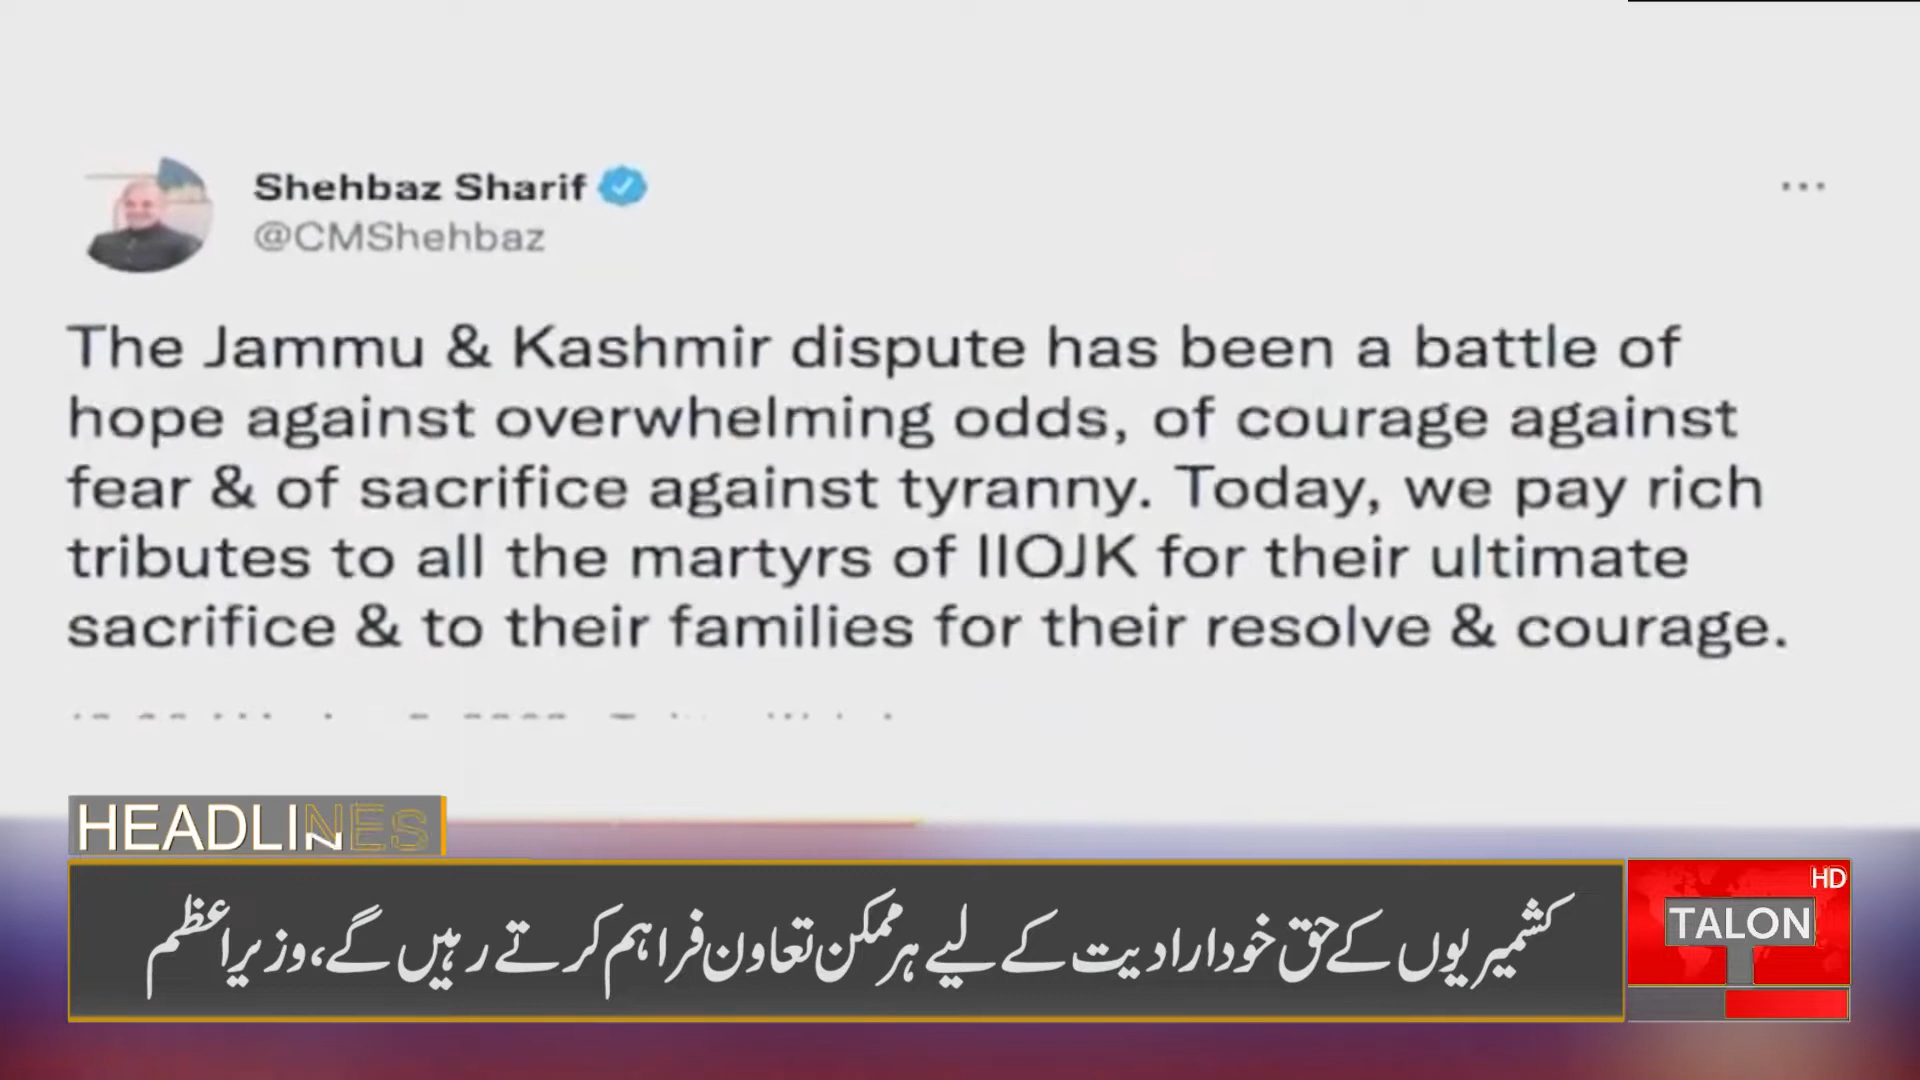 Shehbaz Sharif
@CMShehbaz
The Jammu & Kashmir dispute has been a battle of
hope against overwhelming odds, of courage against
fear & of sacrifice against tyranny. Today, we pay rich
tributes to all the martyrs of IIOJK for their ultimate
sacrifice & to their families for their resolve & courage.
HEADLINES
کشمیریوں کے حق خودارادیت کے لیے ہر ممکن تعاون فراہم کرتے رہیں گے، وزیراعظم
HD
TALON